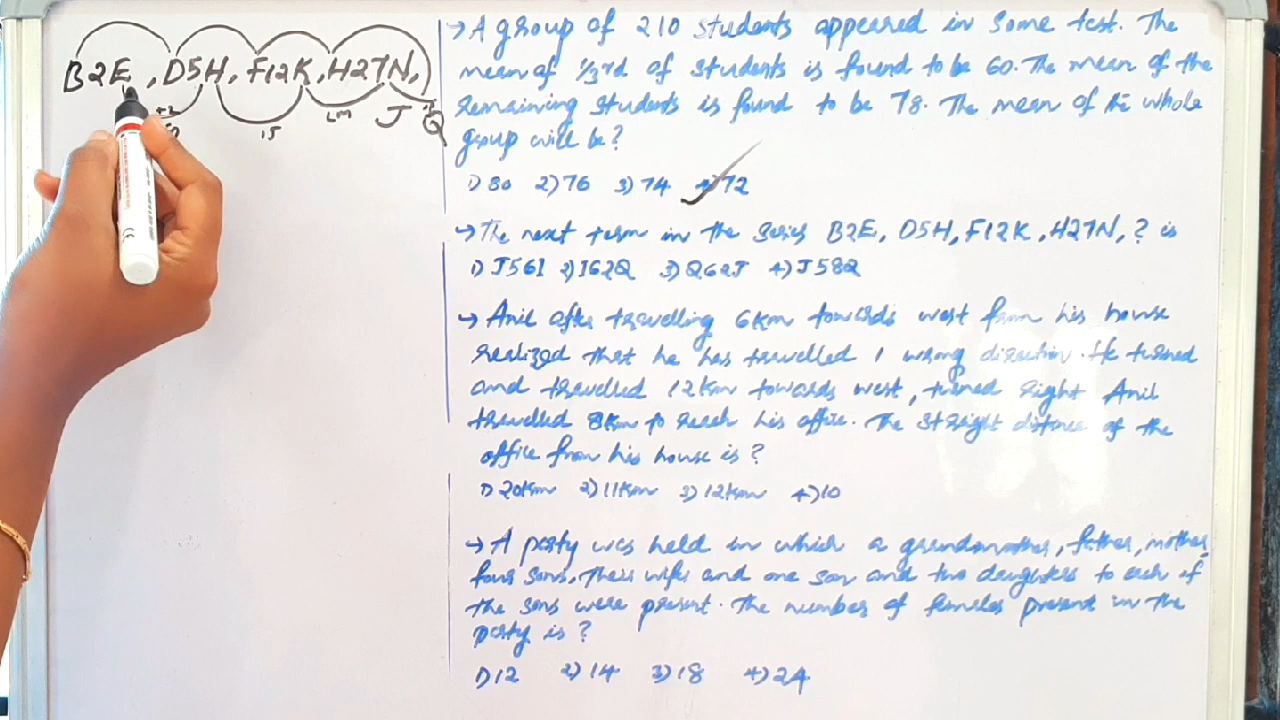 B2E, D5H, F12K, H27N,
+2
IJ
LM
J
Q
→ A group of 210 students appeared in some test. The
mean of 1/3rd of students is found to be 60. The mean of the
remaining students is found to be 78. The mean of the whole
group will be?
1) 80 2) 76 3) 74 4) 72
→ The next term in the series B2E, D5H, F12K, H27N, ? is
1) J56I 2) I62Q 3) Q62J 4) J58Q
→ Anil after travelling 6km towards west from his house
realized that he has travelled 1 wrong direction. He turned
and travelled 12km towards west, turned right Anil
travelled 8km to reach his office. The straight distance of the
office from his house is?
1) 20km 2) 11km 3) 12km 4) 10
→ A party was held in which a grandmother, father, mother,
four sons, their wifes and one son and two daughters to each of
the sons were present. The number of females present in the
party is?
1) 12 2) 14 3) 18 4) 24